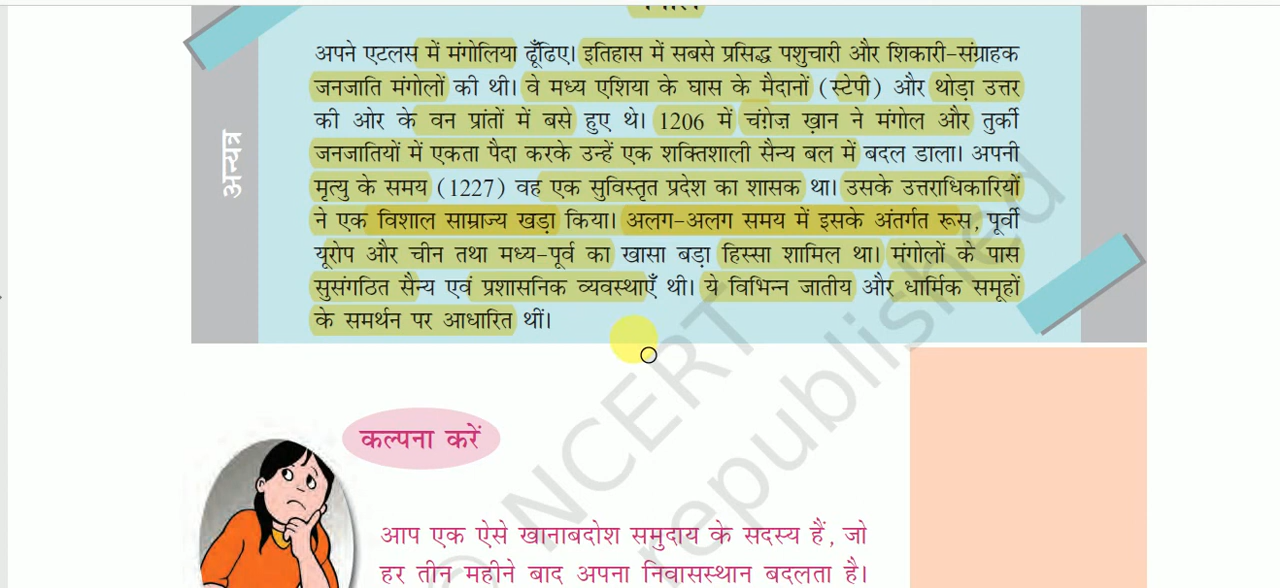 अन्यत्र
अपने एटलस में मंगोलिया ढूँढिए। इतिहास में सबसे प्रसिद्ध पशुचारी और शिकारी-संग्राहक
जनजाति मंगोलों की थी। वे मध्य एशिया के घास के मैदानों (स्टेपी) और थोड़ा उत्तर
की ओर के वन प्रांतों में बसे हुए थे। 1206 में चंग़ेज़ ख़ान ने मंगोल और तुर्की
जनजातियों में एकता पैदा करके उन्हें एक शक्तिशाली सैन्य बल में बदल डाला। अपनी
मृत्यु के समय (1227) वह एक सुविस्तृत प्रदेश का शासक था। उसके उत्तराधिकारियों
ने एक विशाल साम्राज्य खड़ा किया। अलग-अलग समय में इसके अंतर्गत रूस, पूर्वी
यूरोप और चीन तथा मध्य-पूर्व का खासा बड़ा हिस्सा शामिल था। मंगोलों के पास
सुसंगठित सैन्य एवं प्रशासनिक व्यवस्थाएँ थी। ये विभिन्न जातीय और धार्मिक समूहों
के समर्थन पर आधारित थीं।
कल्पना करें
आप एक ऐसे खानाबदोश समुदाय के सदस्य हैं, जो
हर तीन महीने बाद अपना निवासस्थान बदलता है।
© NCERT
republished